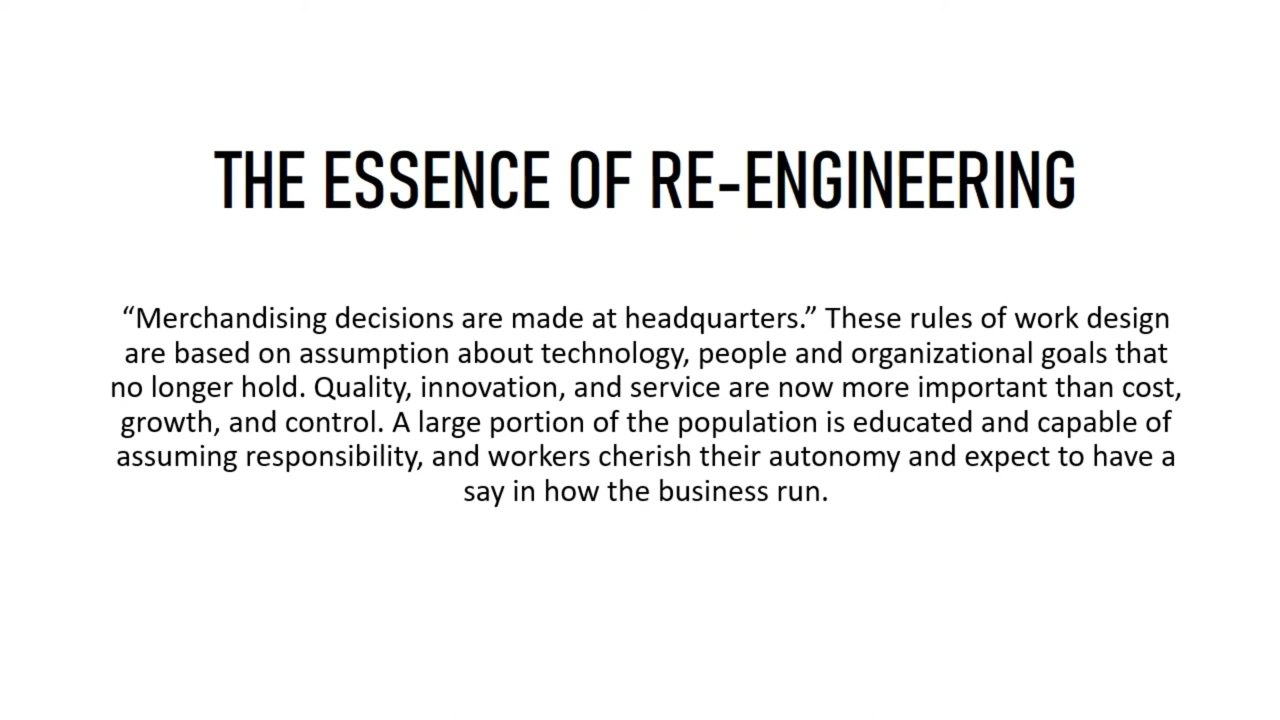 THE ESSENCE OF RE-ENGINEERING
“Merchandising decisions are made at headquarters.” These rules of work design
are based on assumption about technology, people and organizational goals that
no longer hold. Quality, innovation, and service are now more important than cost,
growth, and control. A large portion of the population is educated and capable of
assuming responsibility, and workers cherish their autonomy and expect to have a
say in how the business run.